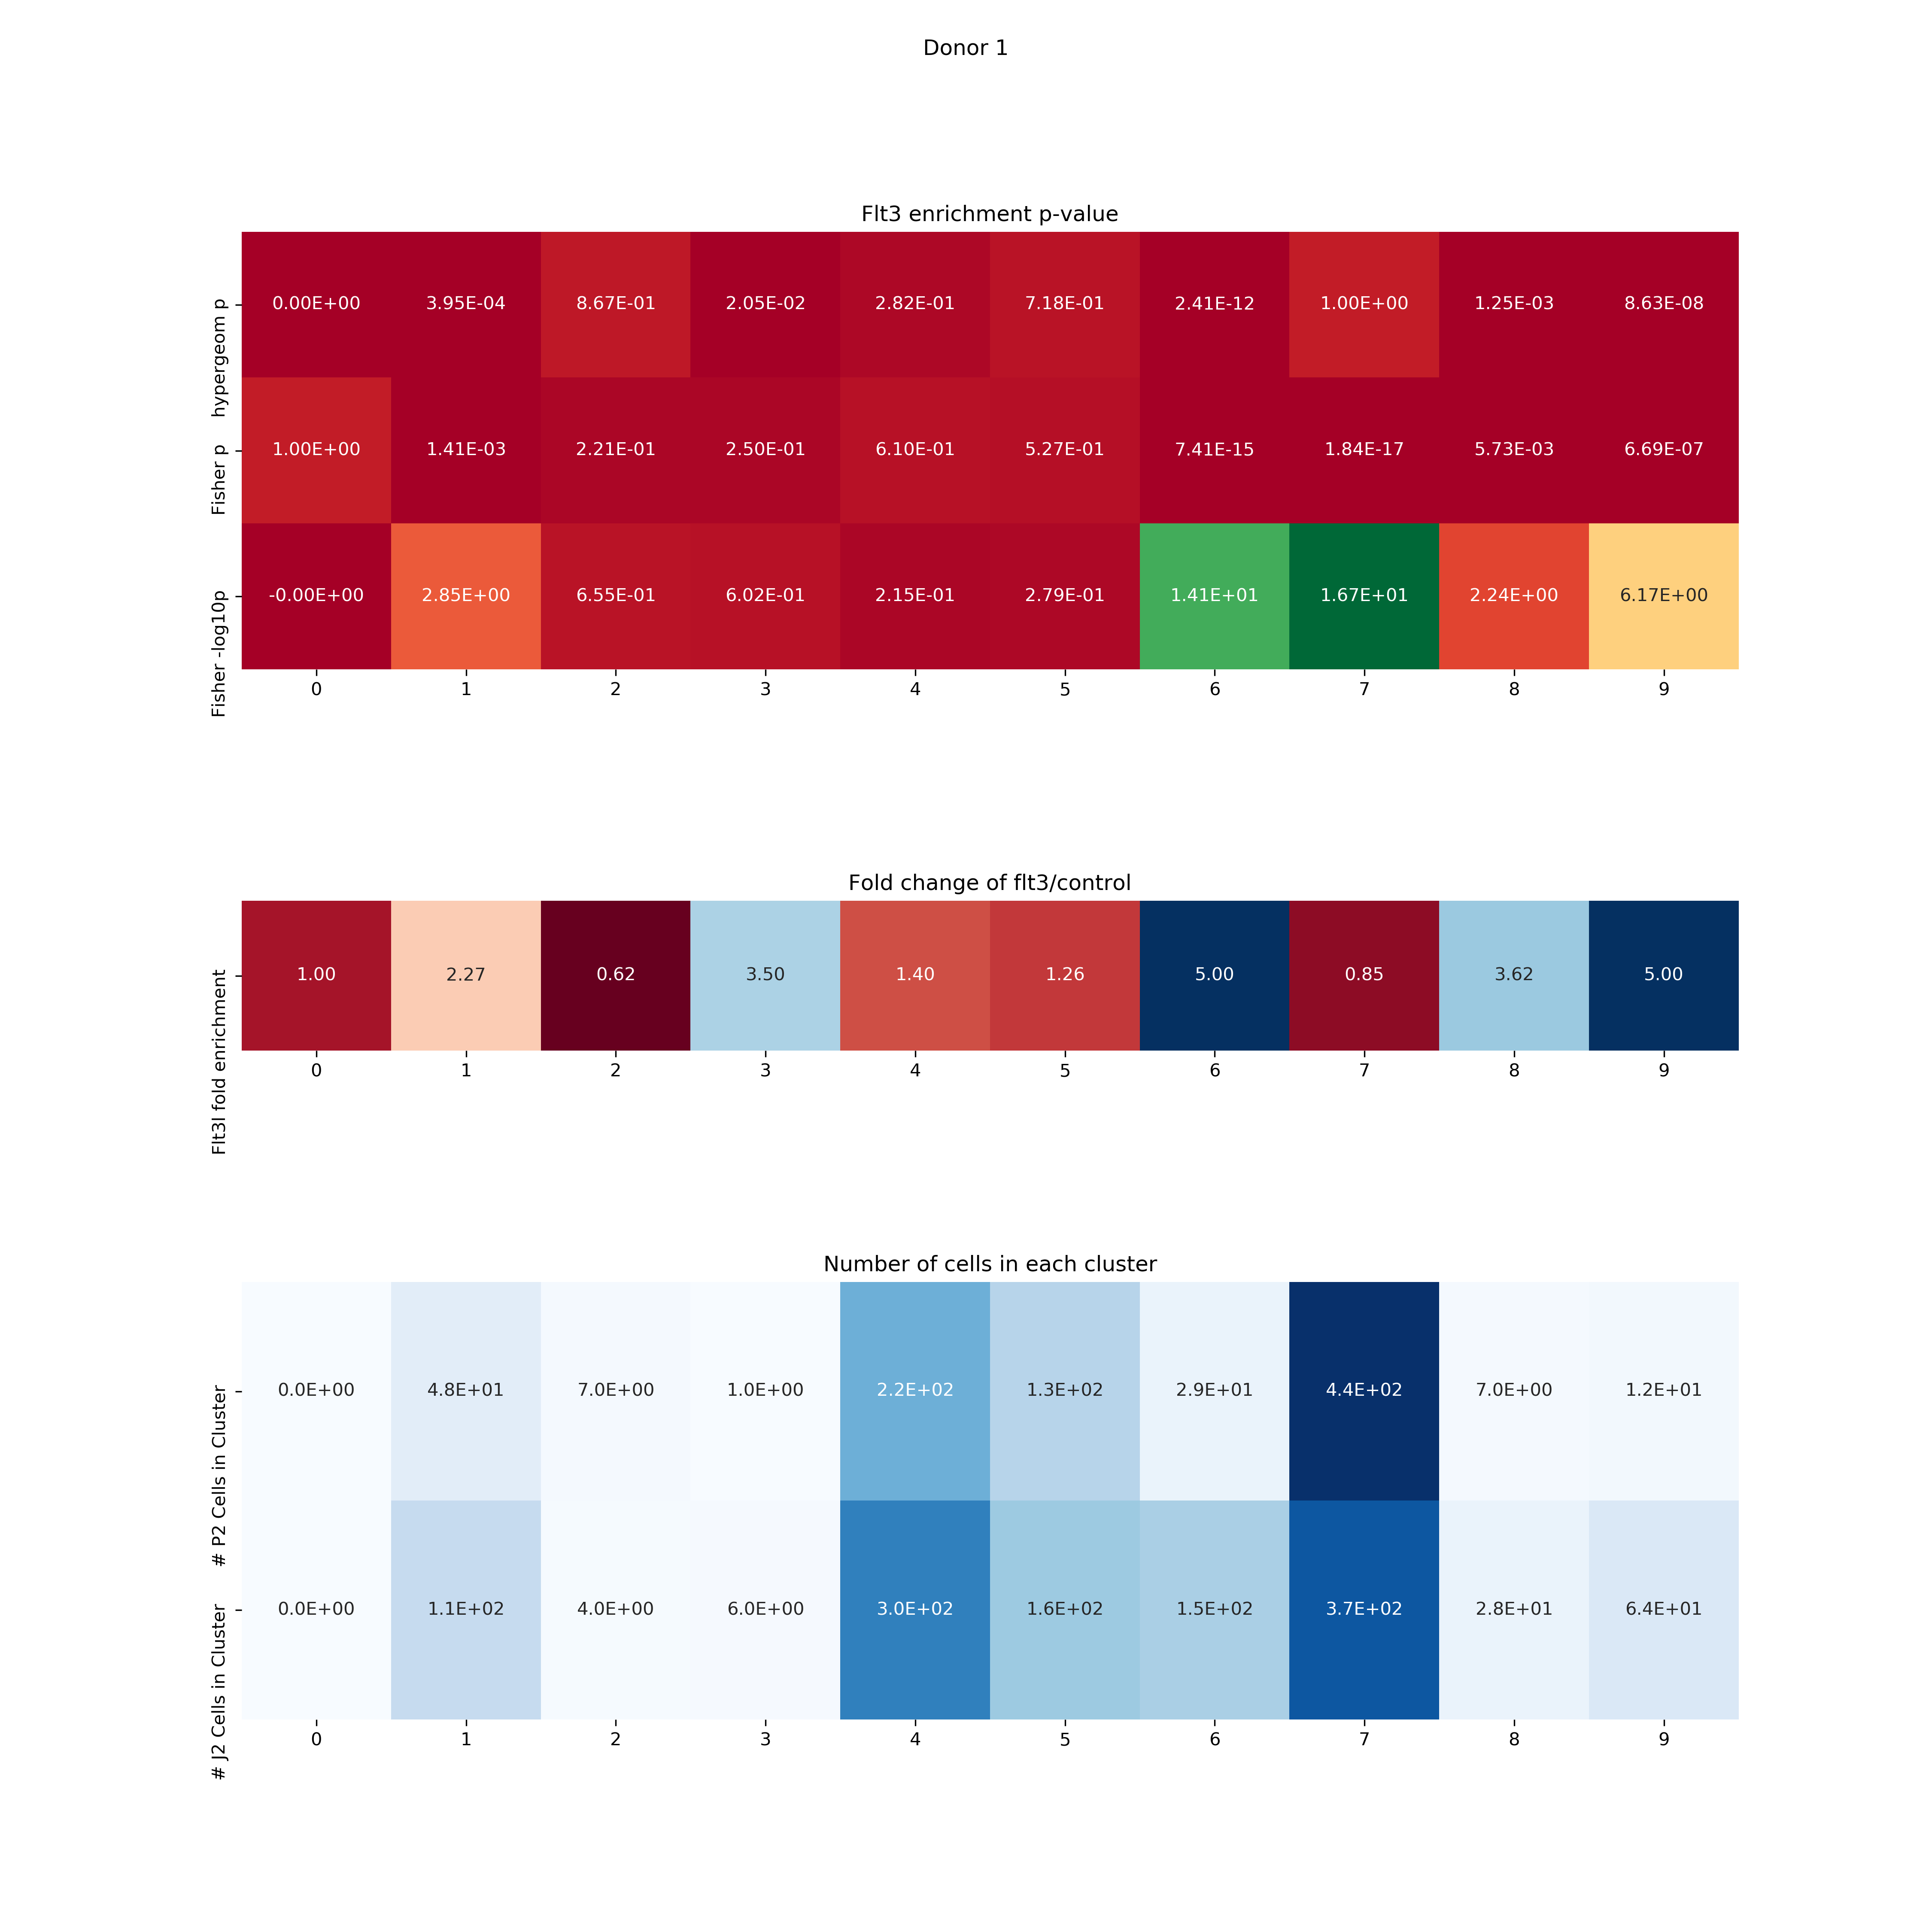 Donor 1
Flt3 enrichment p-value
hypergeom p
0.00E+00 3.95E-04 8.67E-01 2.05E-02 2.82E-01 7.18E-01 2.41E-12 1.00E+00 1.25E-03 8.63E-08
Fisher p
1.00E+00 1.41E-03 2.21E-01 2.50E-01 6.10E-01 5.27E-01 7.41E-15 1.84E-17 5.73E-03 6.69E-07
Fisher -log10p
-0.00E+00 2.85E+00 6.55E-01 6.02E-01 2.15E-01 2.79E-01 1.41E+01 1.67E+01 2.24E+00 6.17E+00
0 1 2 3 4 5 6 7 8 9
Fold change of flt3/control
Flt3l fold enrichment
1.00 2.27 0.62 3.50 1.40 1.26 5.00 0.85 3.62 5.00
0 1 2 3 4 5 6 7 8 9
Number of cells in each cluster
# P2 Cells in Cluster
0.0E+00 4.8E+01 7.0E+00 1.0E+00 2.2E+02 1.3E+02 2.9E+01 4.4E+02 7.0E+00 1.2E+01
# J2 Cells in Cluster
0.0E+00 1.1E+02 4.0E+00 6.0E+00 3.0E+02 1.6E+02 1.5E+02 3.7E+02 2.8E+01 6.4E+01
0 1 2 3 4 5 6 7 8 9